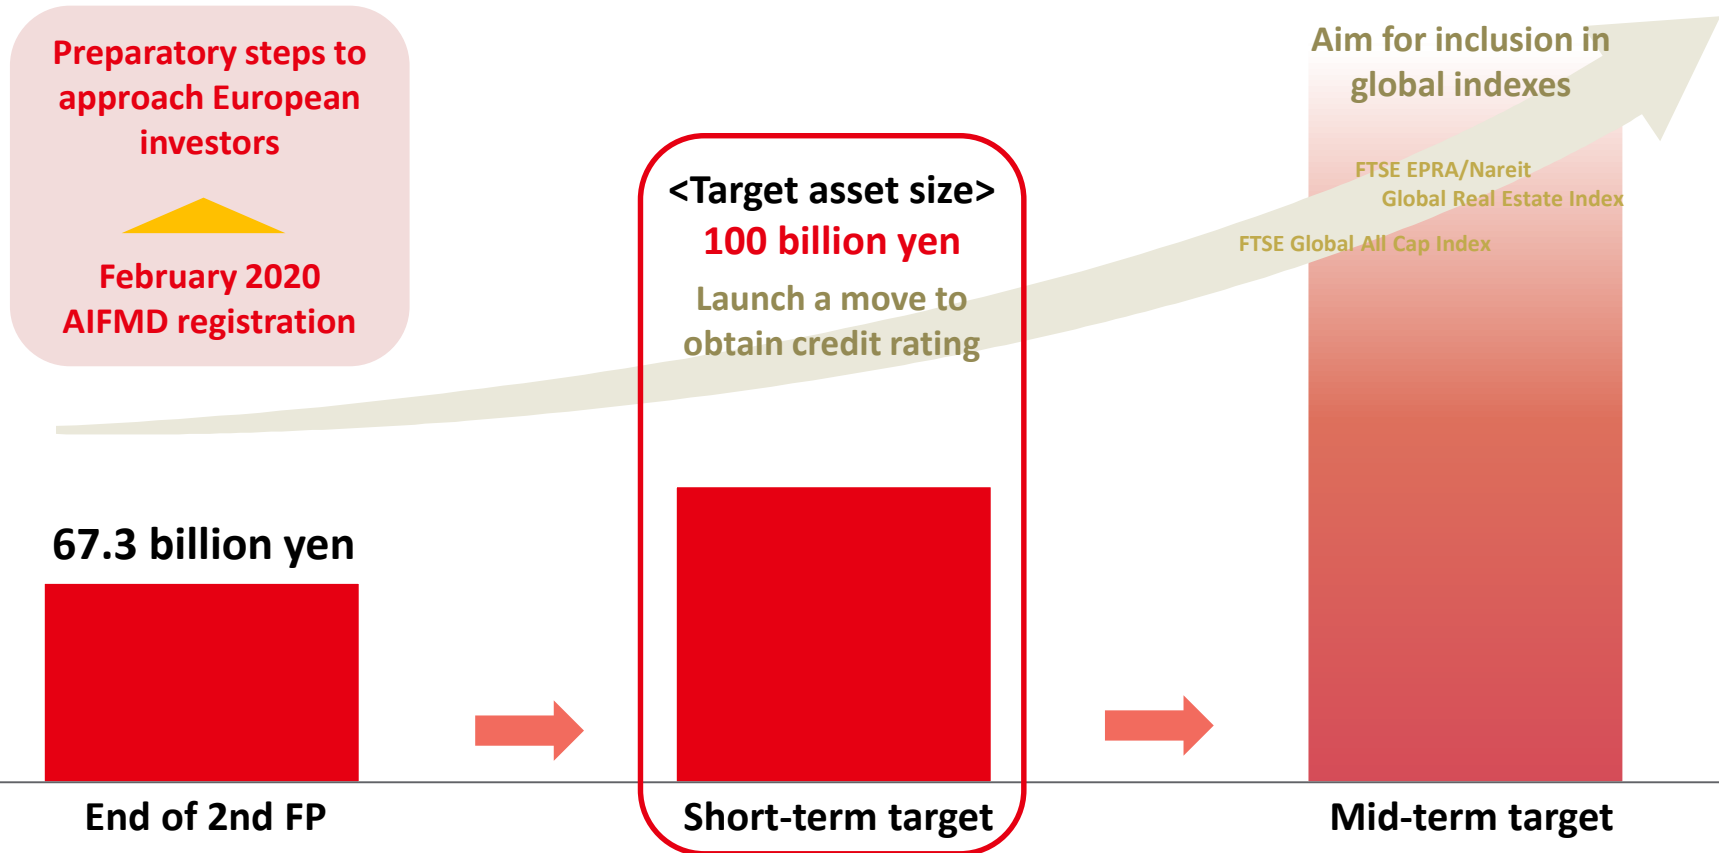 Preparatory steps to
approach European
investors
February 2020
AIFMD registration
67.3 billion yen
End of 2nd FP
<Target asset size>
100 billion yen
Launch a move to
obtain credit rating
Short-term target
Aim for inclusion in
global indexes
FTSE EPRA/Nareit
Global Real Estate Index
FTSE Global All Cap Index
Mid-term target